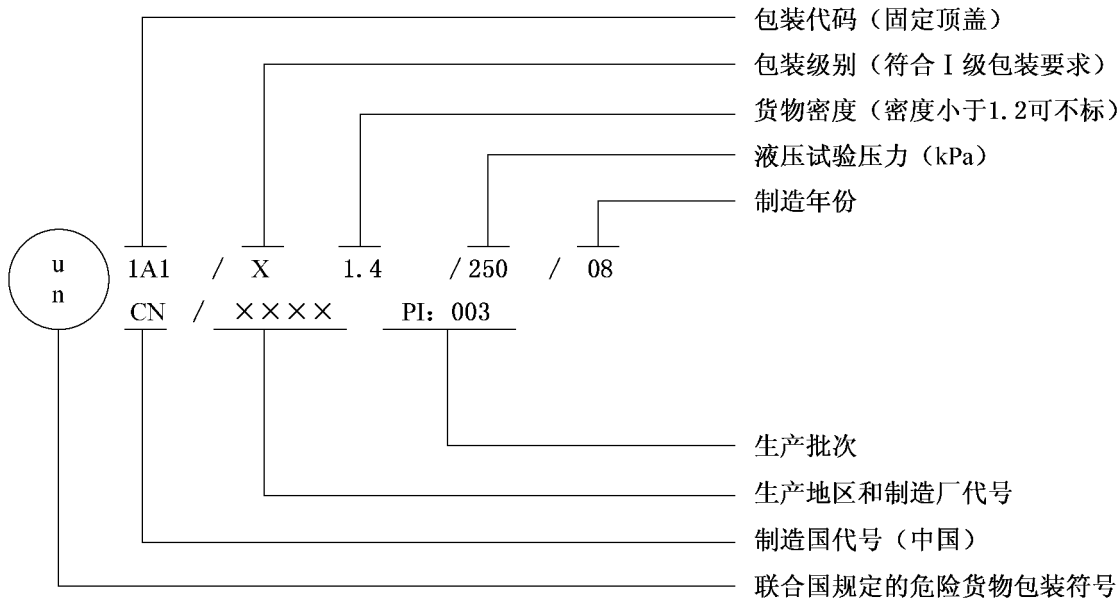 包装代码（固定顶盖）
包装级别（符合Ⅰ级包装要求）
货物密度（密度小于1.2可不标）
液压试验压力（kPa）
制造年份
u
n
1A1 / X 1.4 /250 / 08
CN / ×××× PI: 003
生产批次
生产地区和制造厂代号
制造国代号（中国）
联合国规定的危险货物包装符号